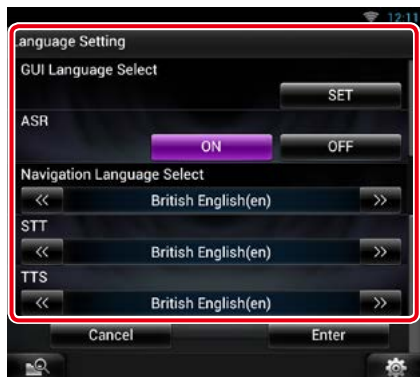 12:11
Language Setting
GUI Language Select
SET
ASR
ON OFF
Navigation Language Select
<< British English(en) >>
STT
<< British English(en) >>
TTS
<< British English(en) >>
Cancel Enter